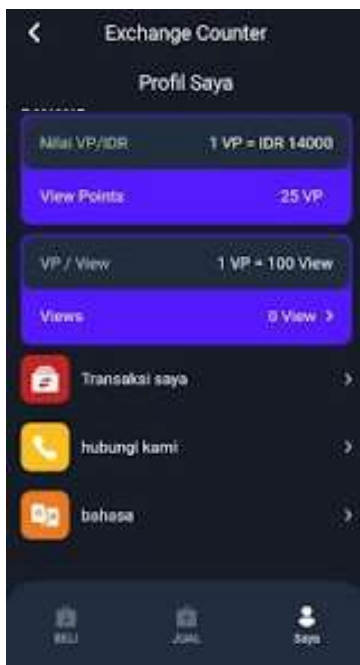 Exchange Counter
Profil Saya
Nilai VP/IDR 1 VP = IDR 14000
View Points 25 VP
VP / View 1 VP = 100 View
Views 0 View
Transaksi saya
hubungi kami
bahasa
BELI JUAL Saya